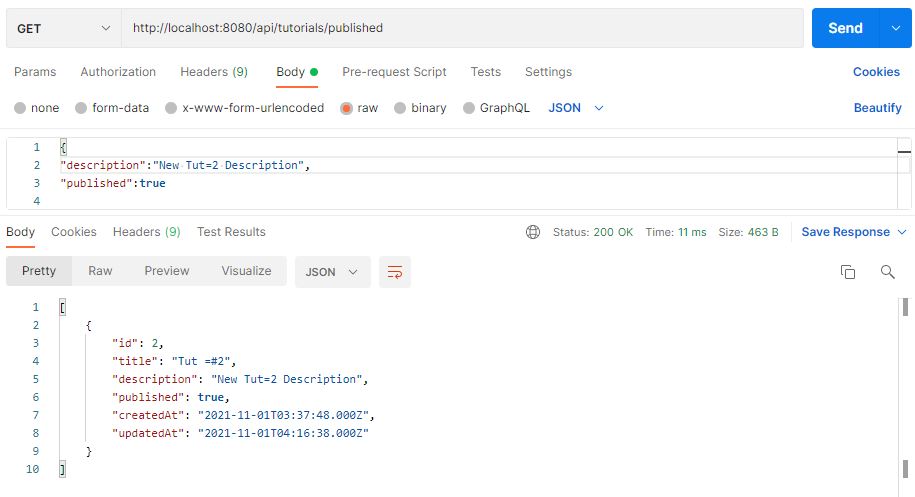 GET http://localhost:8080/api/tutorials/published Send
Params Authorization Headers (9) Body Pre-request Script Tests Settings Cookies
none form-data x-www-form-urlencoded raw binary GraphQL JSON Beautify
1 {
2 "description":"New Tut=2 Description",
3 "published":true
4
Body Cookies Headers (9) Test Results Status: 200 OK Time: 11 ms Size: 463 B Save Response
Pretty Raw Preview Visualize JSON
1 [
2 {
3 "id": 2,
4 "title": "Tut =#2",
5 "description": "New Tut=2 Description",
6 "published": true,
7 "createdAt": "2021-11-01T03:37:48.000Z",
8 "updatedAt": "2021-11-01T04:16:38.000Z"
9 }
10 ]